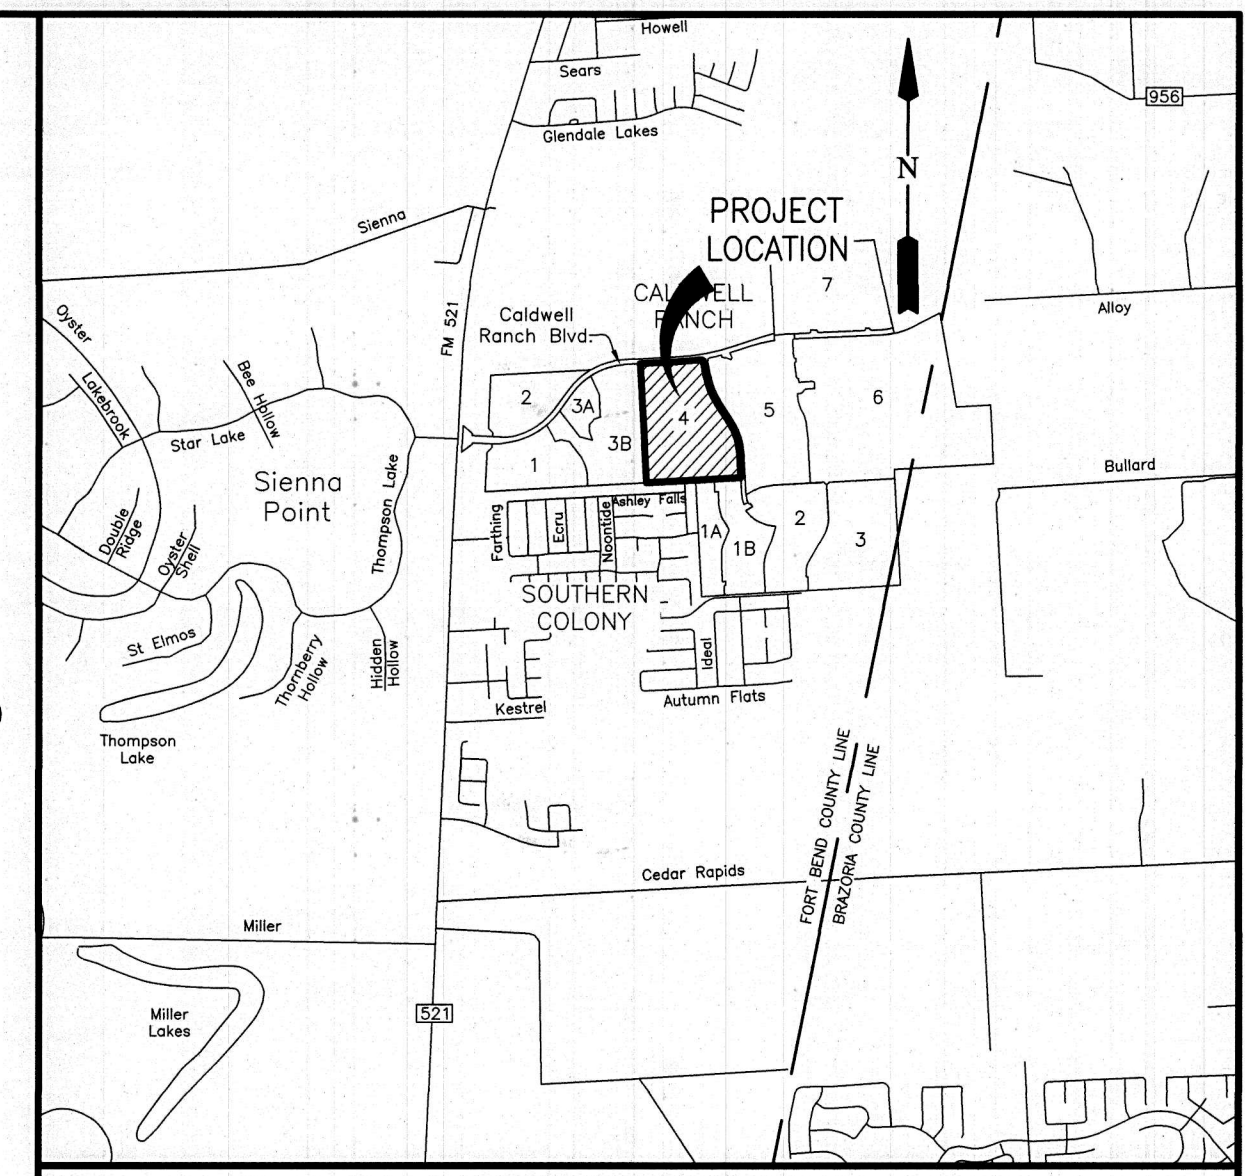 Howell
Sears
956
Glendale Lakes
N
PROJECT
LOCATION
Sienna
7
CALDWELL
RANCH
Alloy
Oyster
FM 521
Caldwell
Ranch Blvd.
Lakebrook
Bee Hollow
2
3A
4
5
6
Star Lake
3B
1
Bullard
Sienna
Point
Thompson Lake
Ashley Falls
Double
Ridge
Oyster
Shell
Farthing
Ecru
Noontide
1A
1B
2
3
SOUTHERN
COLONY
St Elmos
Thornberry
Hollow
Hidden
Hollow
Ideal
Autumn Flats
Kestrel
Thompson
Lake
FORT BEND COUNTY LINE
BRAZORIA COUNTY LINE
Cedar Rapids
Miller
521
Miller
Lakes